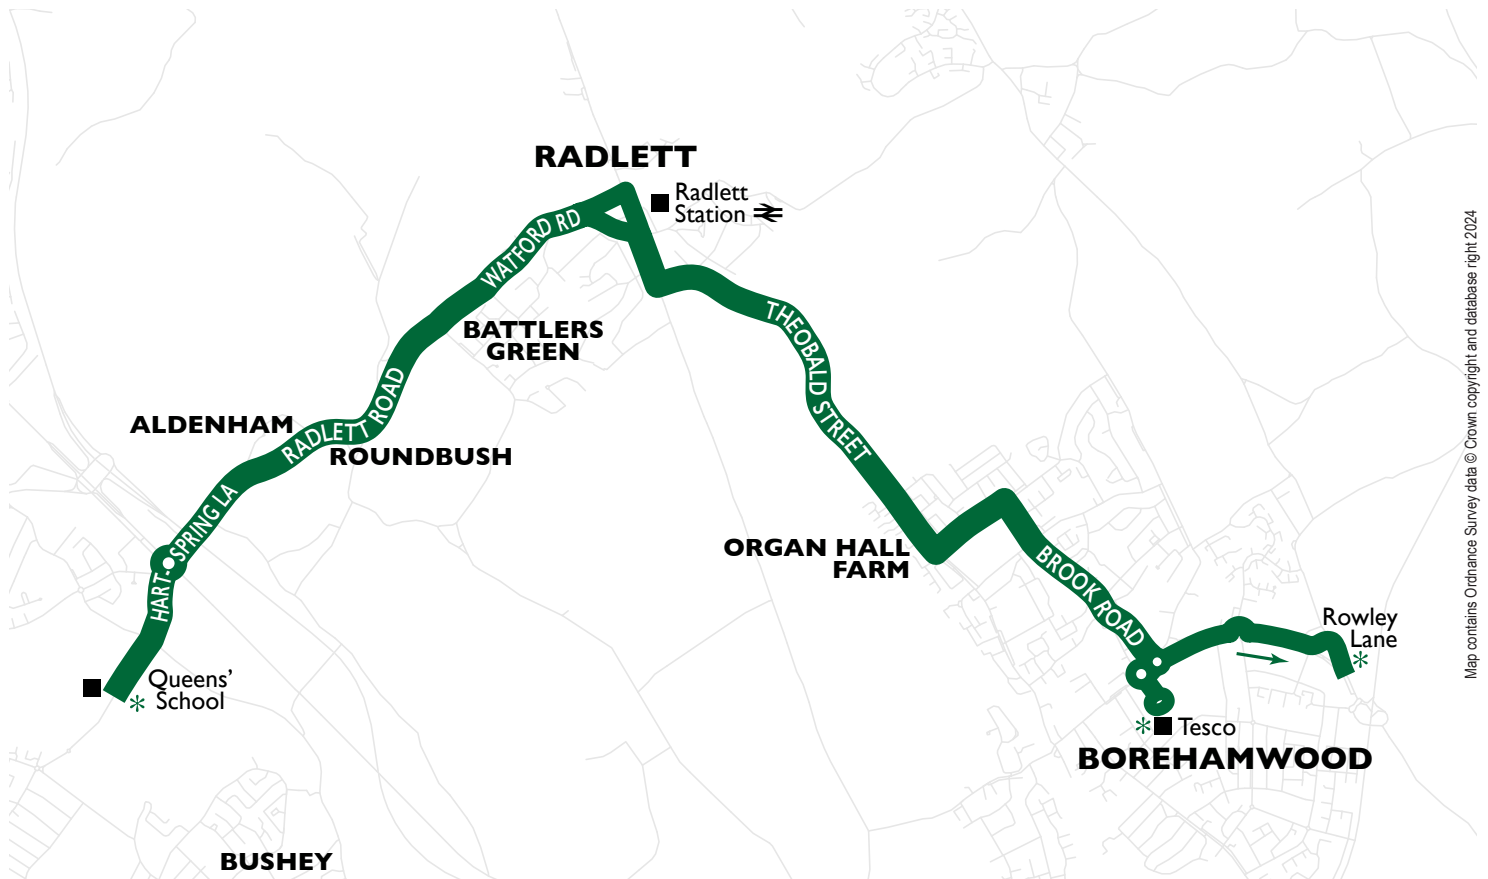 RADLETT
Radlett
Station
WATFORD RD
BATTLERS
GREEN
THEOBALD STREET
ALDENHAM
RADLETT ROAD
ROUNDBUSH
HART-SPRING LA
ORGAN HALL
FARM
BROOK ROAD
Rowley
Lane
*
Queens’
School
*
* Tesco
BOREHAMWOOD
BUSHEY
Map contains Ordnance Survey data © Crown copyright and database right 2024